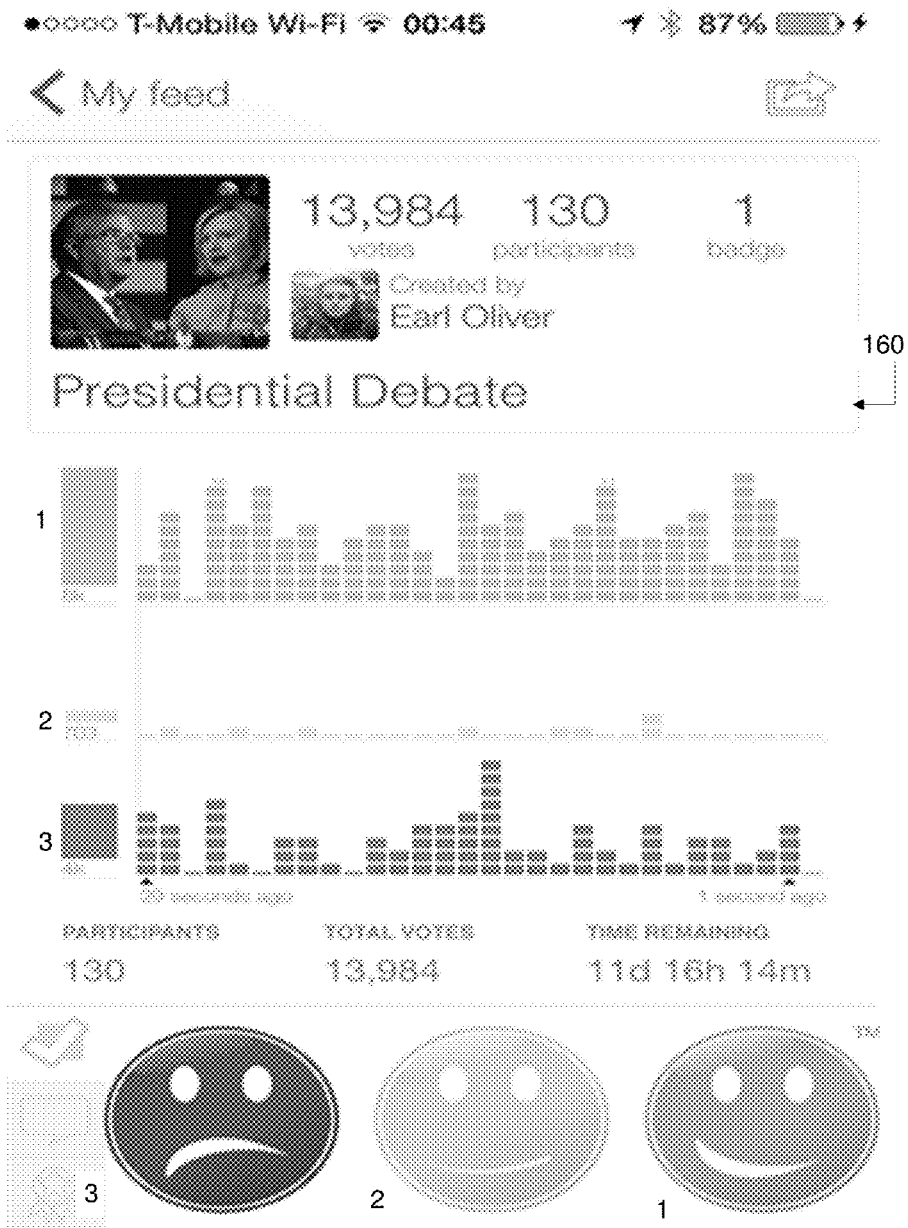 T-Mobile Wi-Fi 00:45 87%
My feed
13,984 130 1
votes participants badge
Created by
Earl Oliver
160
Presidential Debate
1
2
703
3
1 second ago
PARTICIPANTS TOTAL VOTES TIME REMAINING
130 13,984 11d 16h 14m
TM
3 2 1